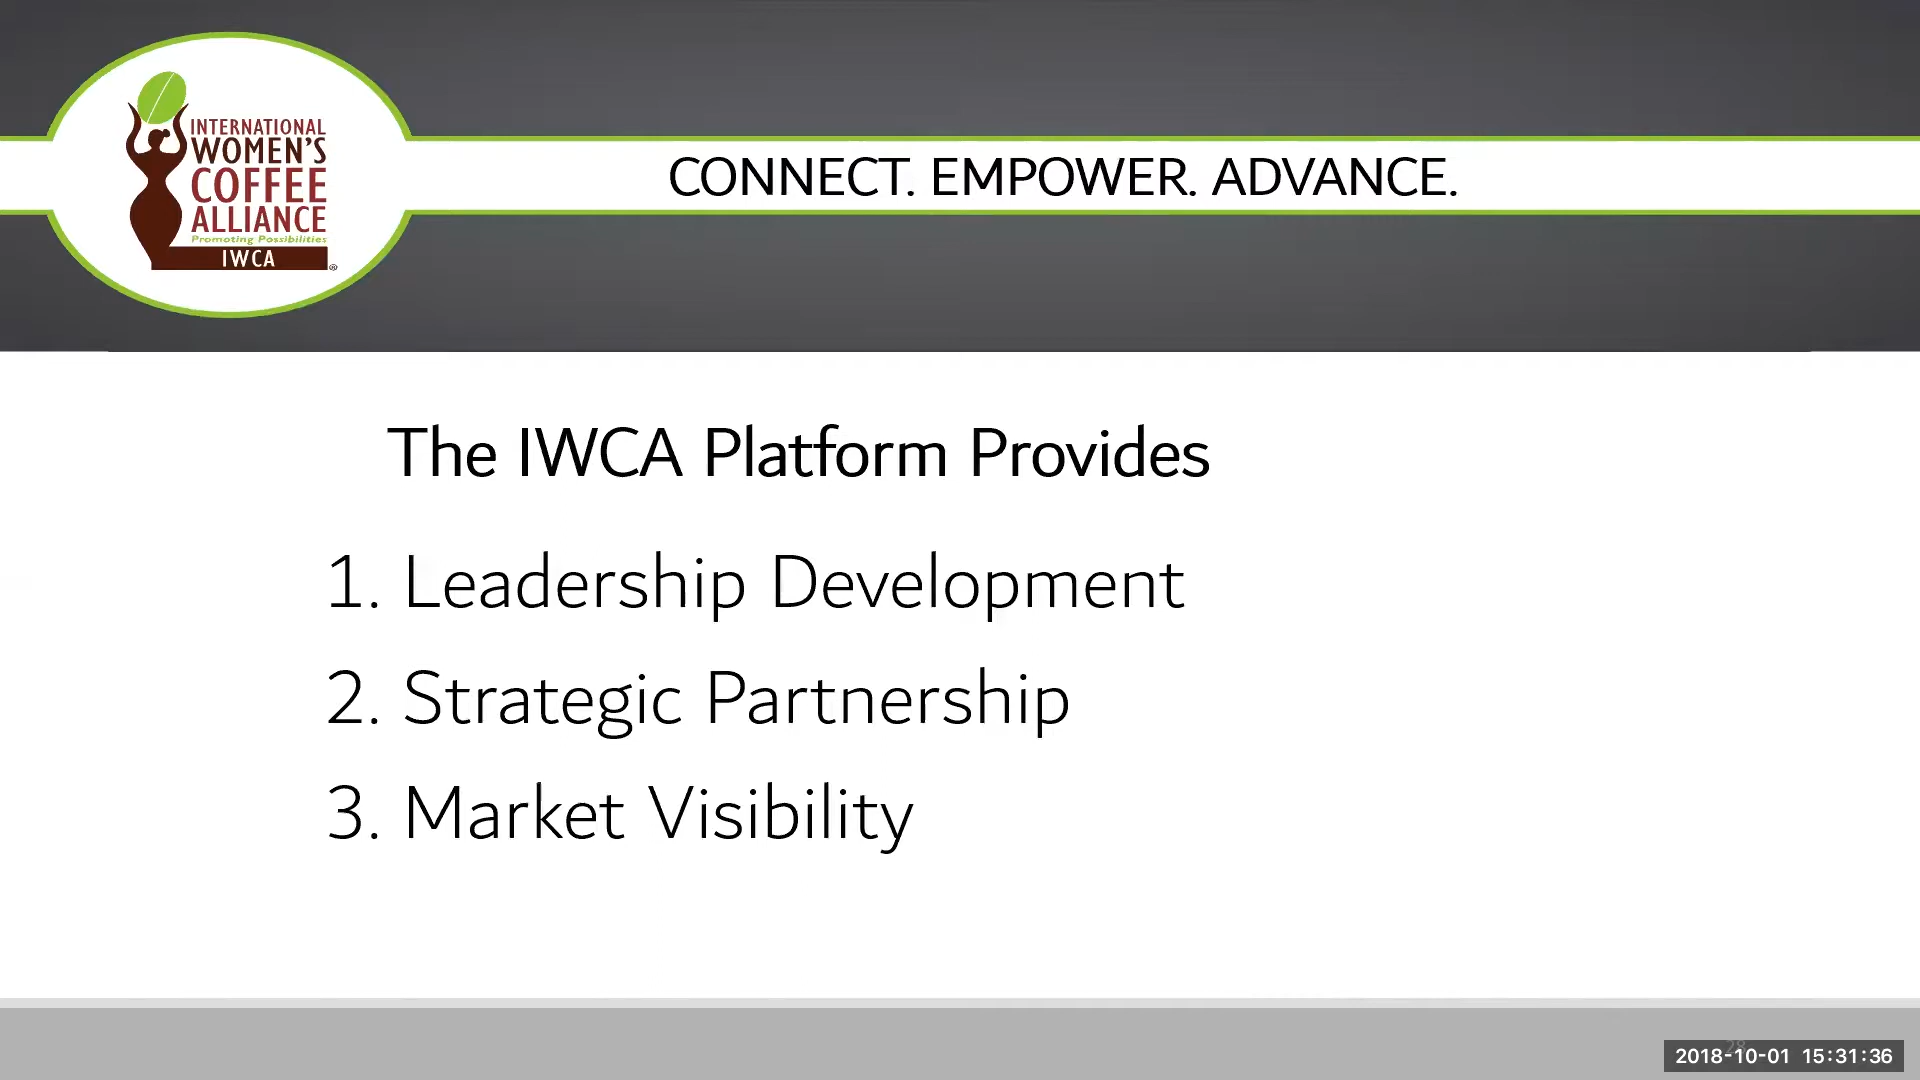 INTERNATIONAL
WOMEN'S
COFFEE
ALLIANCE
Promoting Possibilities
IWCA
®
CONNECT. EMPOWER. ADVANCE.
The IWCA Platform Provides
1. Leadership Development
2. Strategic Partnership
3. Market Visibility
28
2018-10-01 15:31:36